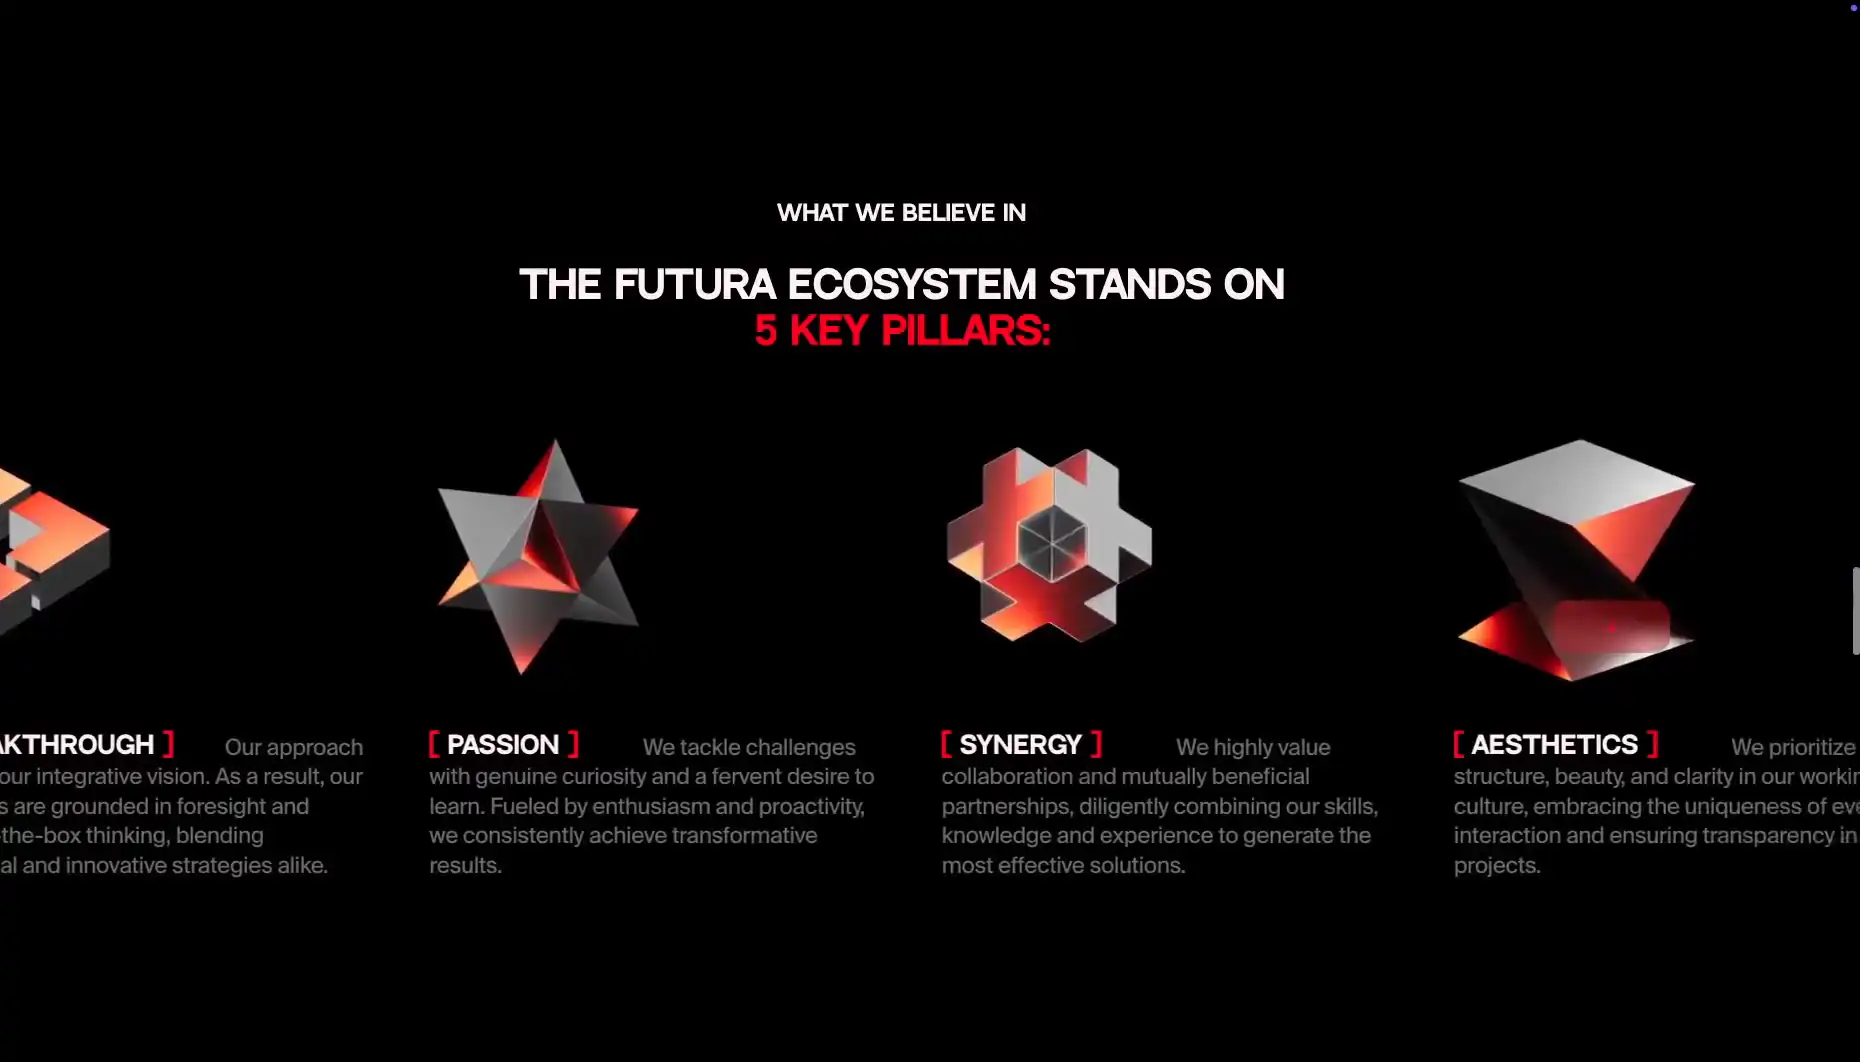 WHAT WE BELIEVE IN
THE FUTURA ECOSYSTEM STANDS ON
5 KEY PILLARS:
AKTHROUGH ] Our approach
our integrative vision. As a result, our
s are grounded in foresight and
-the-box thinking, blending
al and innovative strategies alike.
[ PASSION ] We tackle challenges
with genuine curiosity and a fervent desire to
learn. Fueled by enthusiasm and proactivity,
we consistently achieve transformative
results.
[ SYNERGY ] We highly value
collaboration and mutually beneficial
partnerships, diligently combining our skills,
knowledge and experience to generate the
most effective solutions.
[ AESTHETICS ] We prioritize
structure, beauty, and clarity in our workin
culture, embracing the uniqueness of eve
interaction and ensuring transparency in
projects.